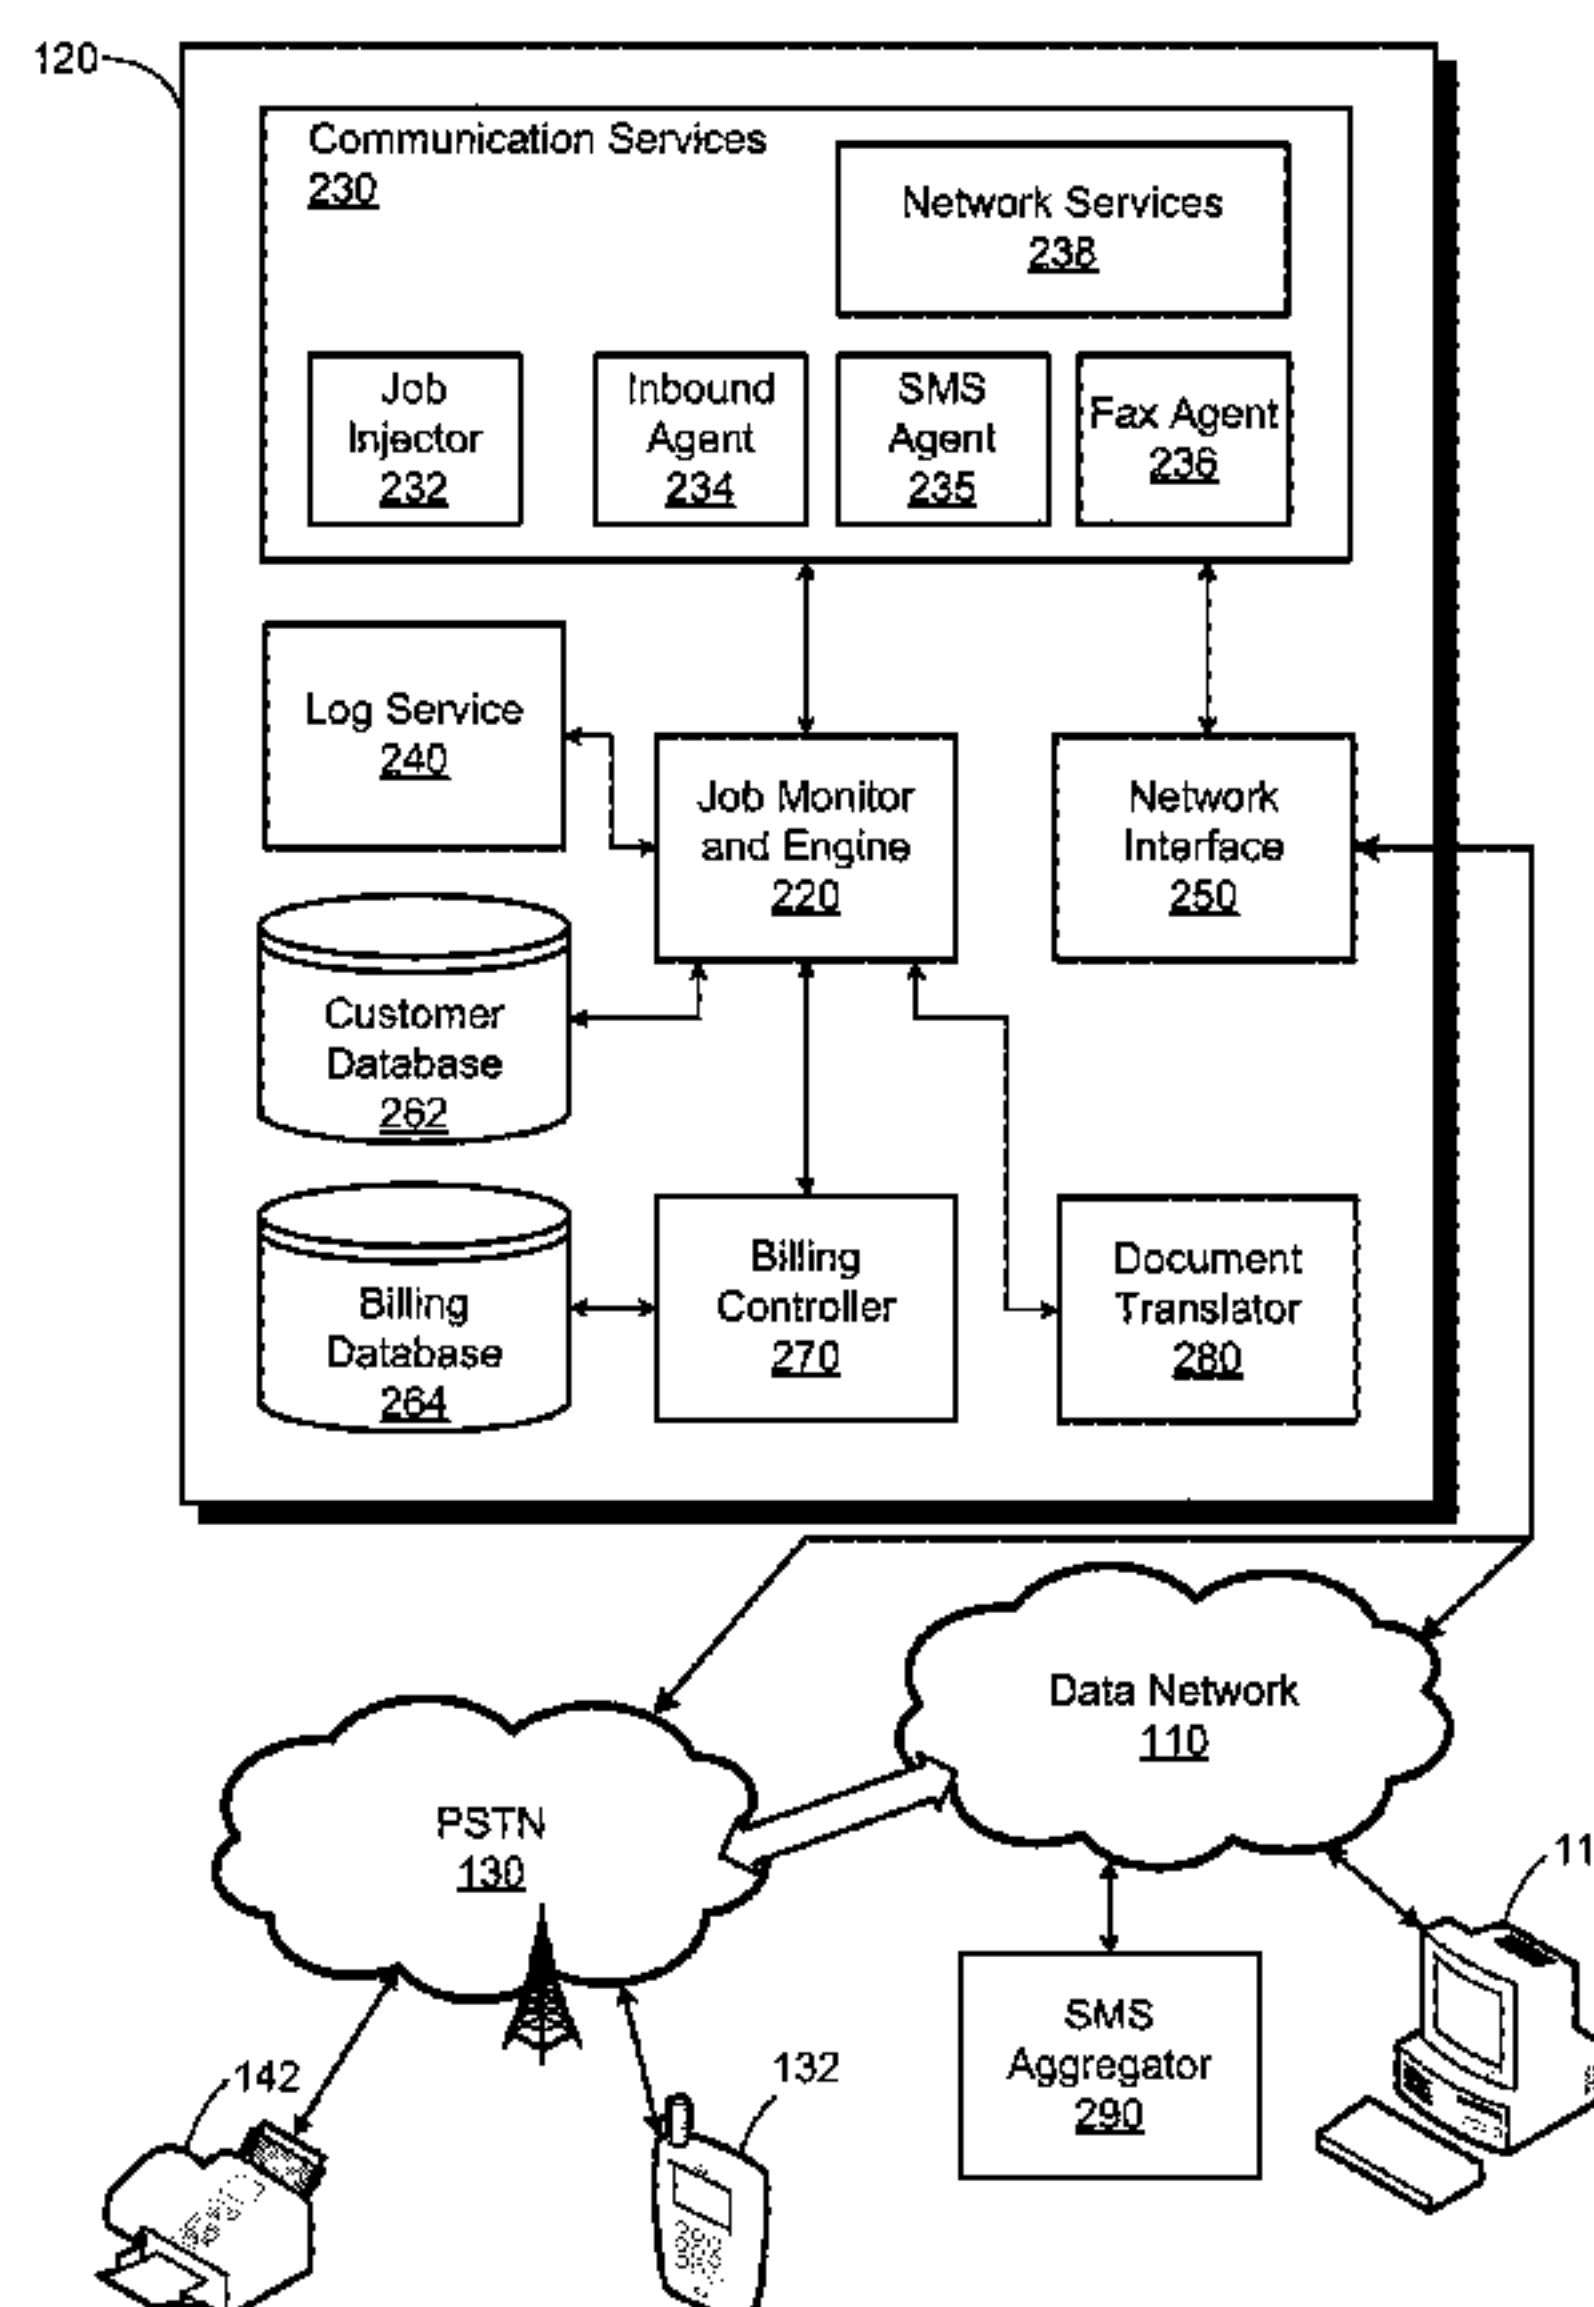 120
Communication Services
230
Network Services
238
Job
Injector
232
Inbound
Agent
234
SMS
Agent
235
Fax Agent
236
Log Service
240
Job Monitor
and Engine
220
Network
Interface
250
Customer
Database
262
Billing
Database
264
Billing
Controller
270
Document
Translator
280
Data Network
110
PSTN
130
11
SMS
Aggregator
290
142
132